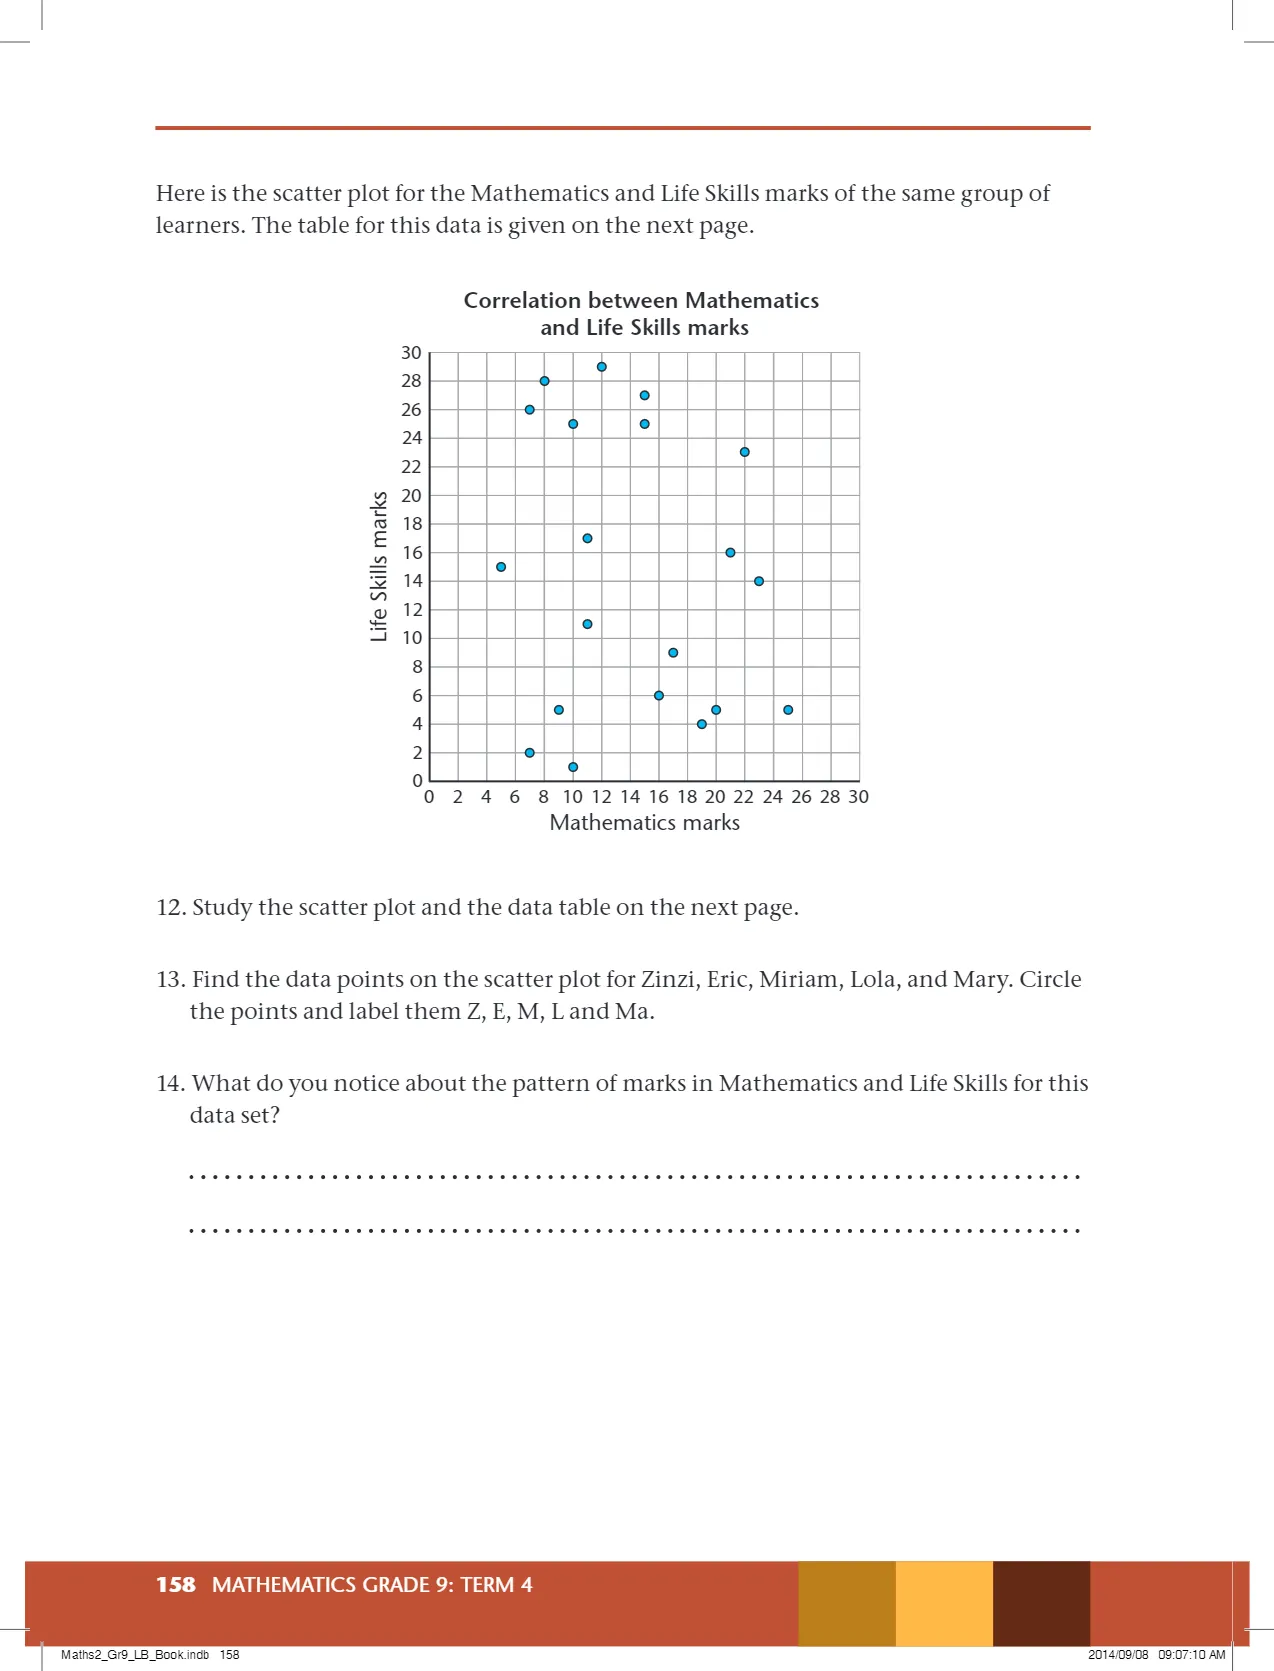 Here is the scatter plot for the Mathematics and Life Skills marks of the same group of
learners. The table for this data is given on the next page.
Correlation between Mathematics
and Life Skills marks
30
28
26
24
22
20
18
16
14
12
10
8
6
4
2
0
Life Skills marks
0 2 4 6 8 10 12 14 16 18 20 22 24 26 28 30
Mathematics marks
12. Study the scatter plot and the data table on the next page.
13. Find the data points on the scatter plot for Zinzi, Eric, Miriam, Lola, and Mary. Circle
the points and label them Z, E, M, L and Ma.
14. What do you notice about the pattern of marks in Mathematics and Life Skills for this
data set?
158 MATHEMATICS GRADE 9: TERM 4
Maths2_Gr9_LB_Book.indb 158 2014/09/08 09:07:10 AM